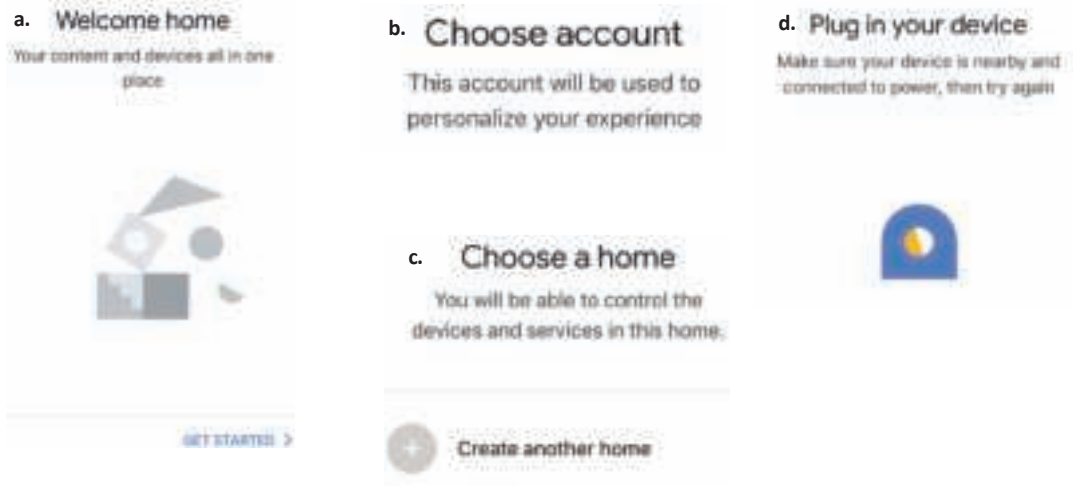 a. Welcome home
Your content and devices all in one
place
GET STARTED >
b. Choose account
This account will be used to
personalize your experience
c. Choose a home
You will be able to control the
devices and services in this home.
Create another home
d. Plug in your device
Make sure your device is nearby and
connected to power, then try again